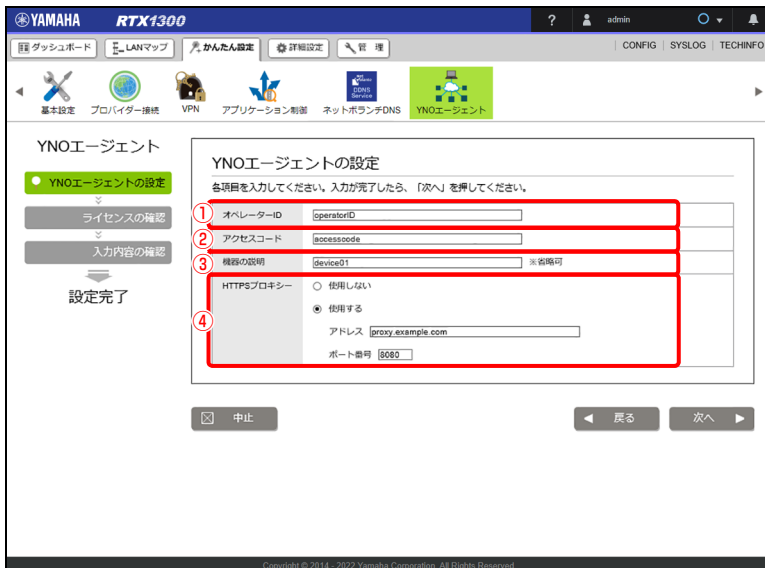 YAMAHA RTX1300 ? admin
ダッシュボード LANマップ かんたん設定 詳細設定 管 理 CONFIG SYSLOG TECHINFO
基本設定 プロバイダー接続 VPN アプリケーション制御 DDNS Service ネットボランチDNS YNOエージェント
YNOエージェント
YNOエージェントの設定
ライセンスの確認
入力内容の確認
設定完了
YNOエージェントの設定
各項目を入力してください。入力が完了したら、「次へ」を押してください。
① オペレーターID operatorID
② アクセスコード accesscode
③ 機器の説明 device01 ※省略可
④ HTTPSプロキシー 使用しない
使用する
アドレス proxy.example.com
ポート番号 8080
中止 戻る 次へ
Copyright © 2014 - 2022 Yamaha Corporation. All Rights Reserved.